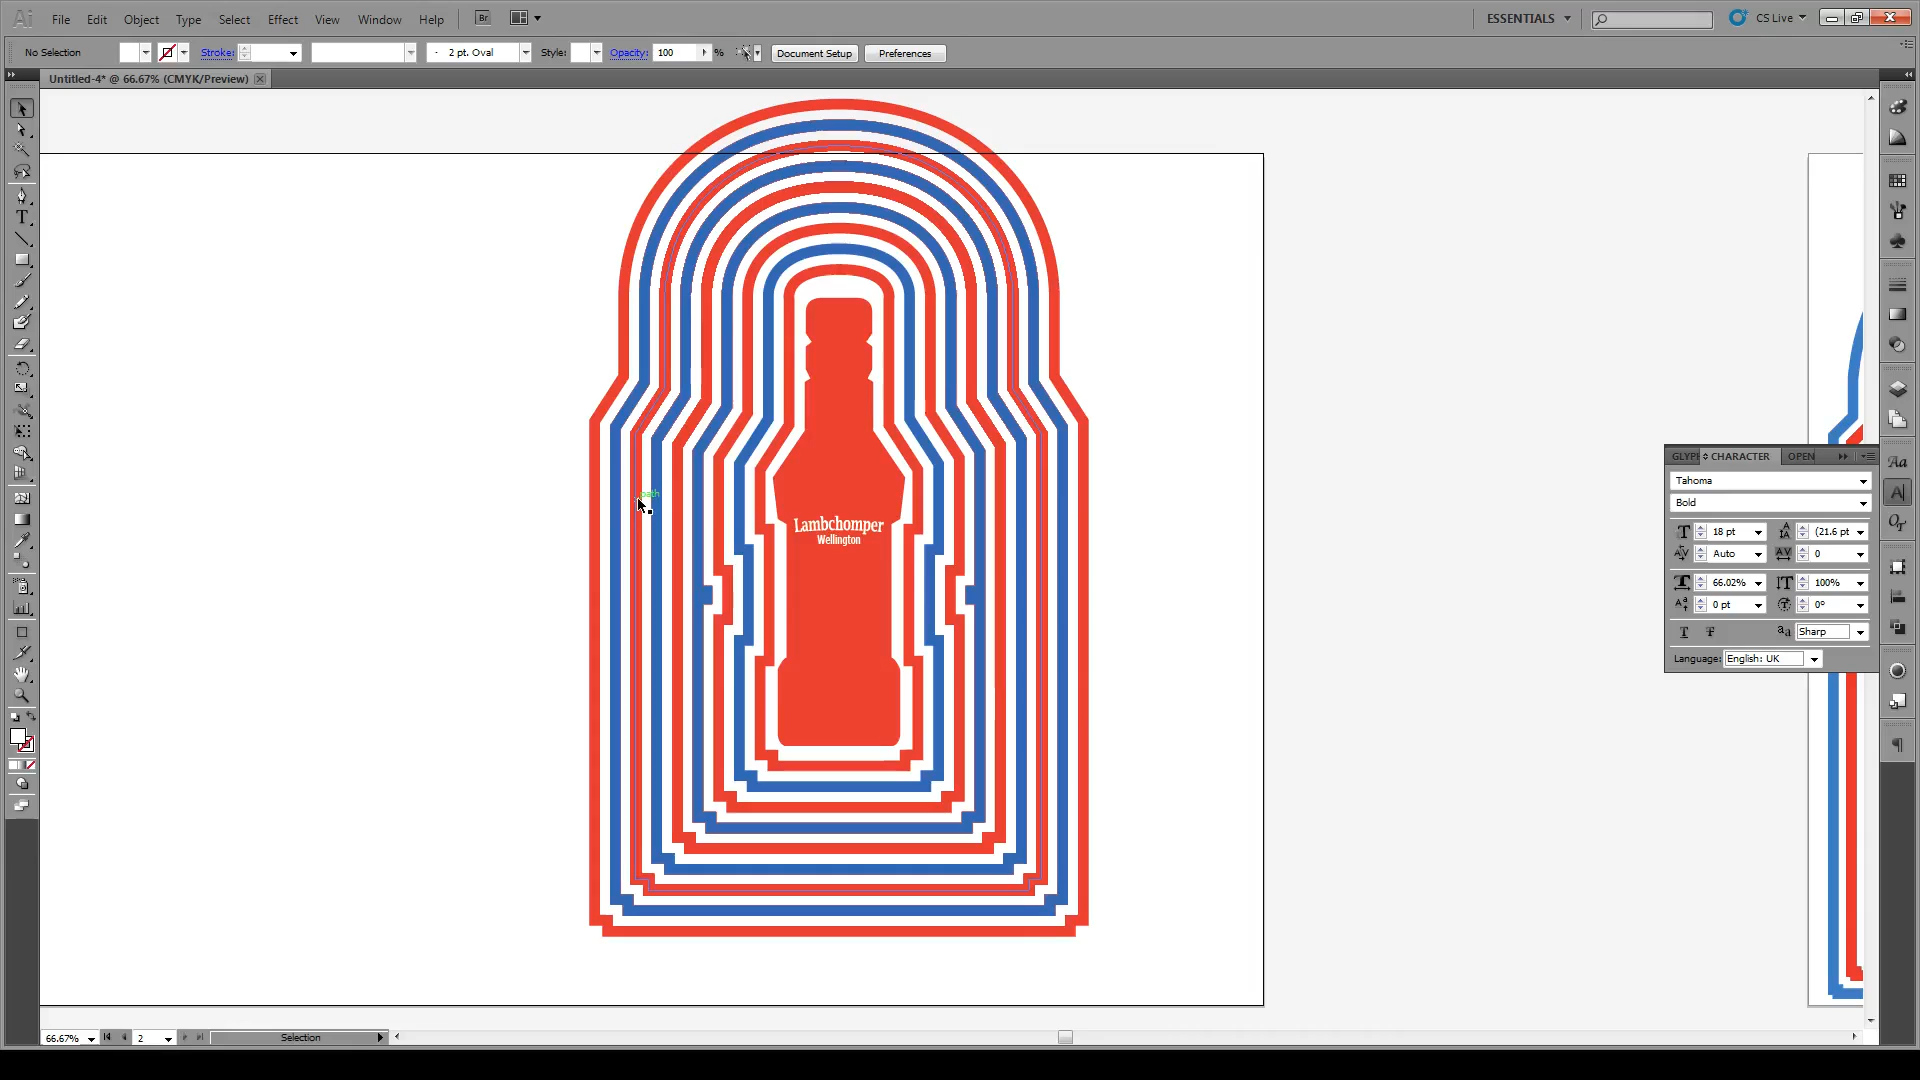 Ai File Edit Object Type Select Effect View Window Help Br ESSENTIALS CS Live
No Selection Stroke: 2 pt. Oval Style: Opacity: 100 % Document Setup Preferences
Untitled-4* @ 66.67% (CMYK/Preview)
path
Lambchomper
Wellington
GLYPH CHARACTER OPEN
Tahoma
Bold
18 pt (21.6 pt
Auto 0
66.02% 100%
0 pt 0°
Sharp
Language: English: UK
66.67% 2 Selection